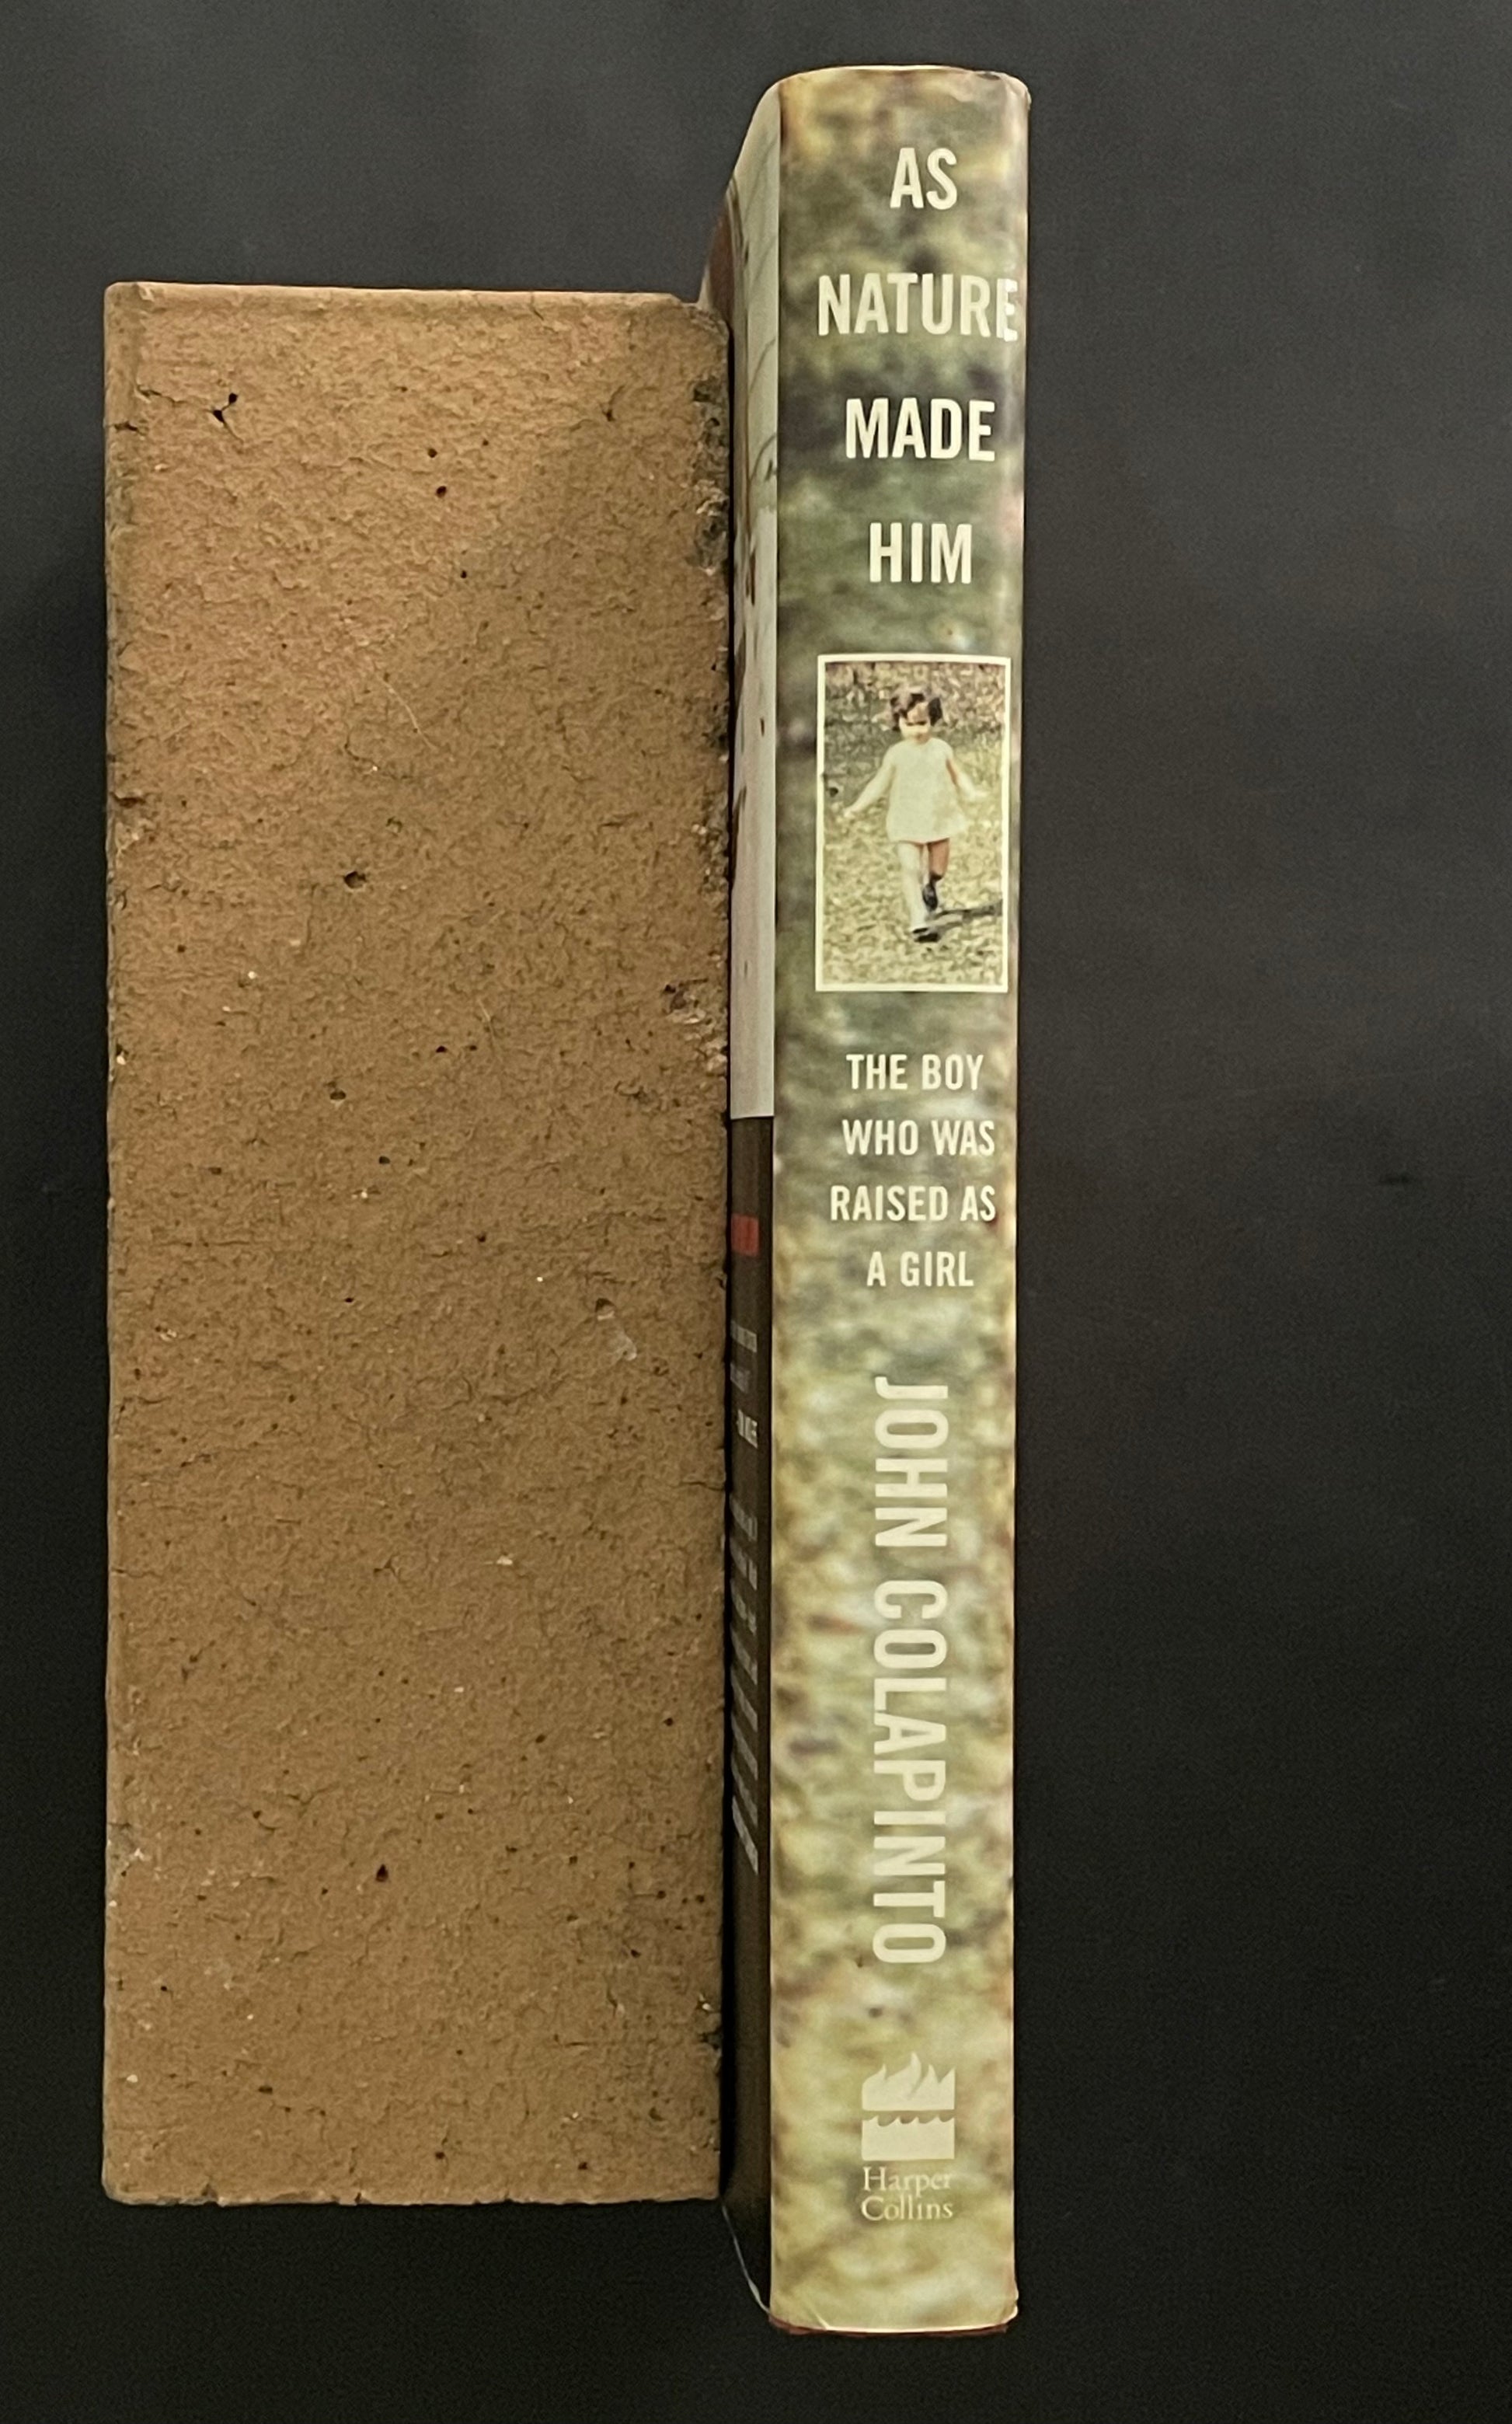 AS
NATURE
MADE
HIM
THE BOY
WHO WAS
RAISED AS
A GIRL
JOHN COLAPINTO
Harper
Collins